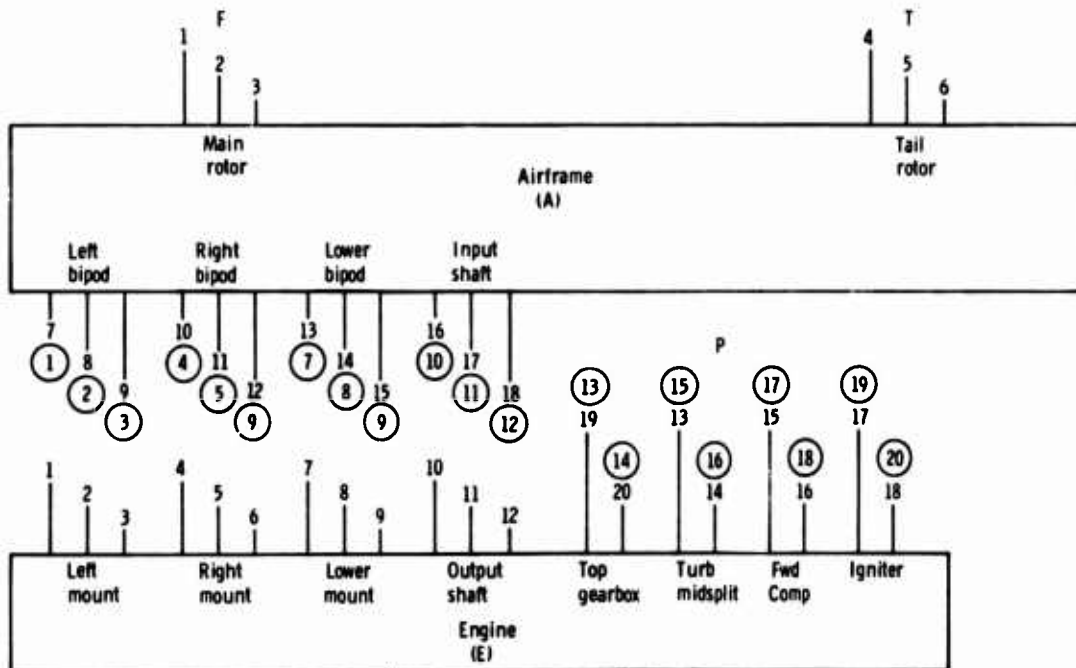 F T
1 4
2 5
3 6
Main rotor
Tail rotor
Airframe
(A)
Left bipod
Right bipod
Lower bipod
Input shaft
7 10 13 16
1 4 7 10
8 11 14 17
2 5 8 11
9 12 15 18
3 9 9 12
P
13 15 17 19
19 13 15 17
14 16 18 20
20 14 16 18
1 4 7 10
2 5 8 11
3 6 9 12
Left mount
Right mount
Lower mount
Output shaft
Top gearbox
Turb midsplit
Fwd Comp
Igniter
Engine
(E)